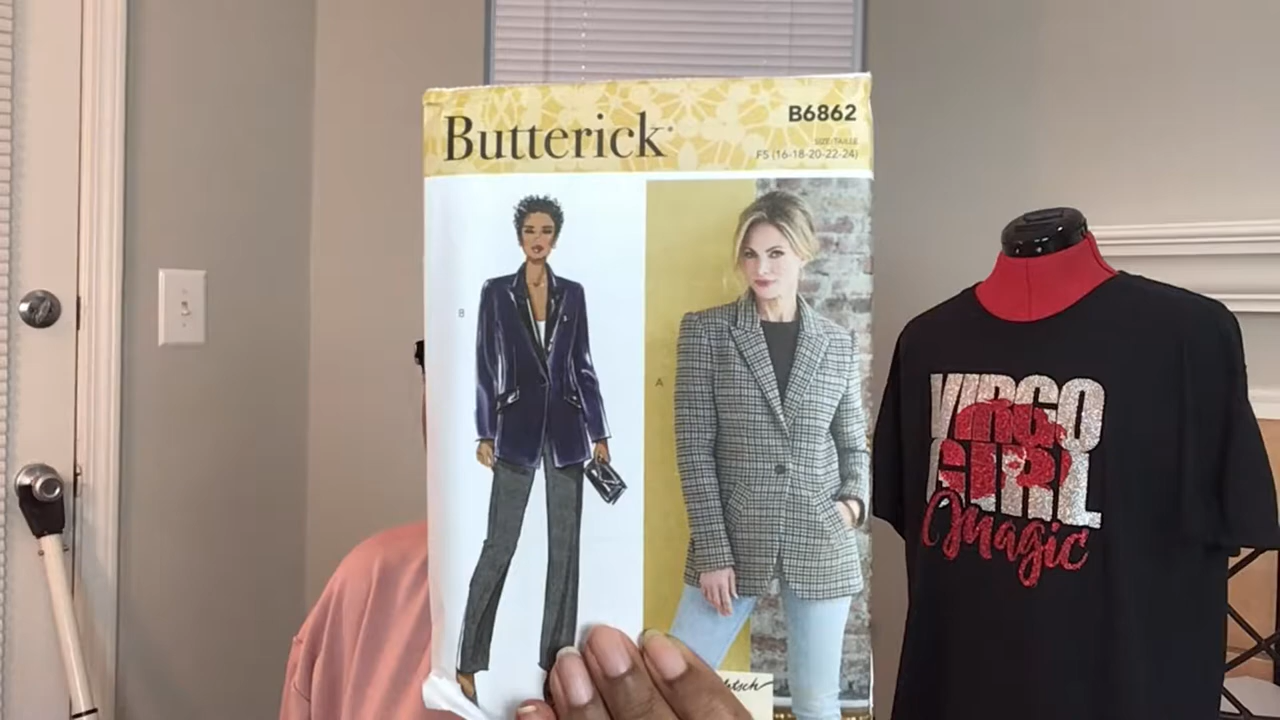 Butterick
B6862
SIZE/TAILLE
F5 (16-18-20-22-24)
B
A
VIRGO
GIRL
Magic